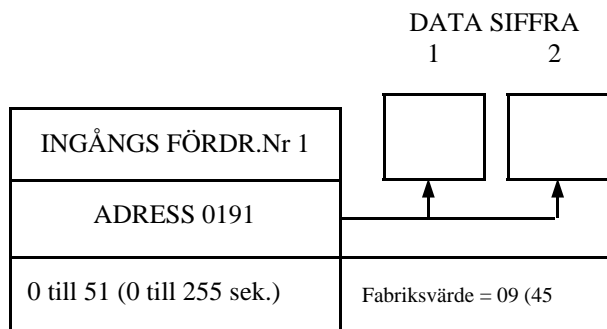 DATA SIFFRA
1 2
INGÅNGS FÖRDR.Nr 1
ADRESS 0191
0 till 51 (0 till 255 sek.)
Fabriksvärde = 09 (45